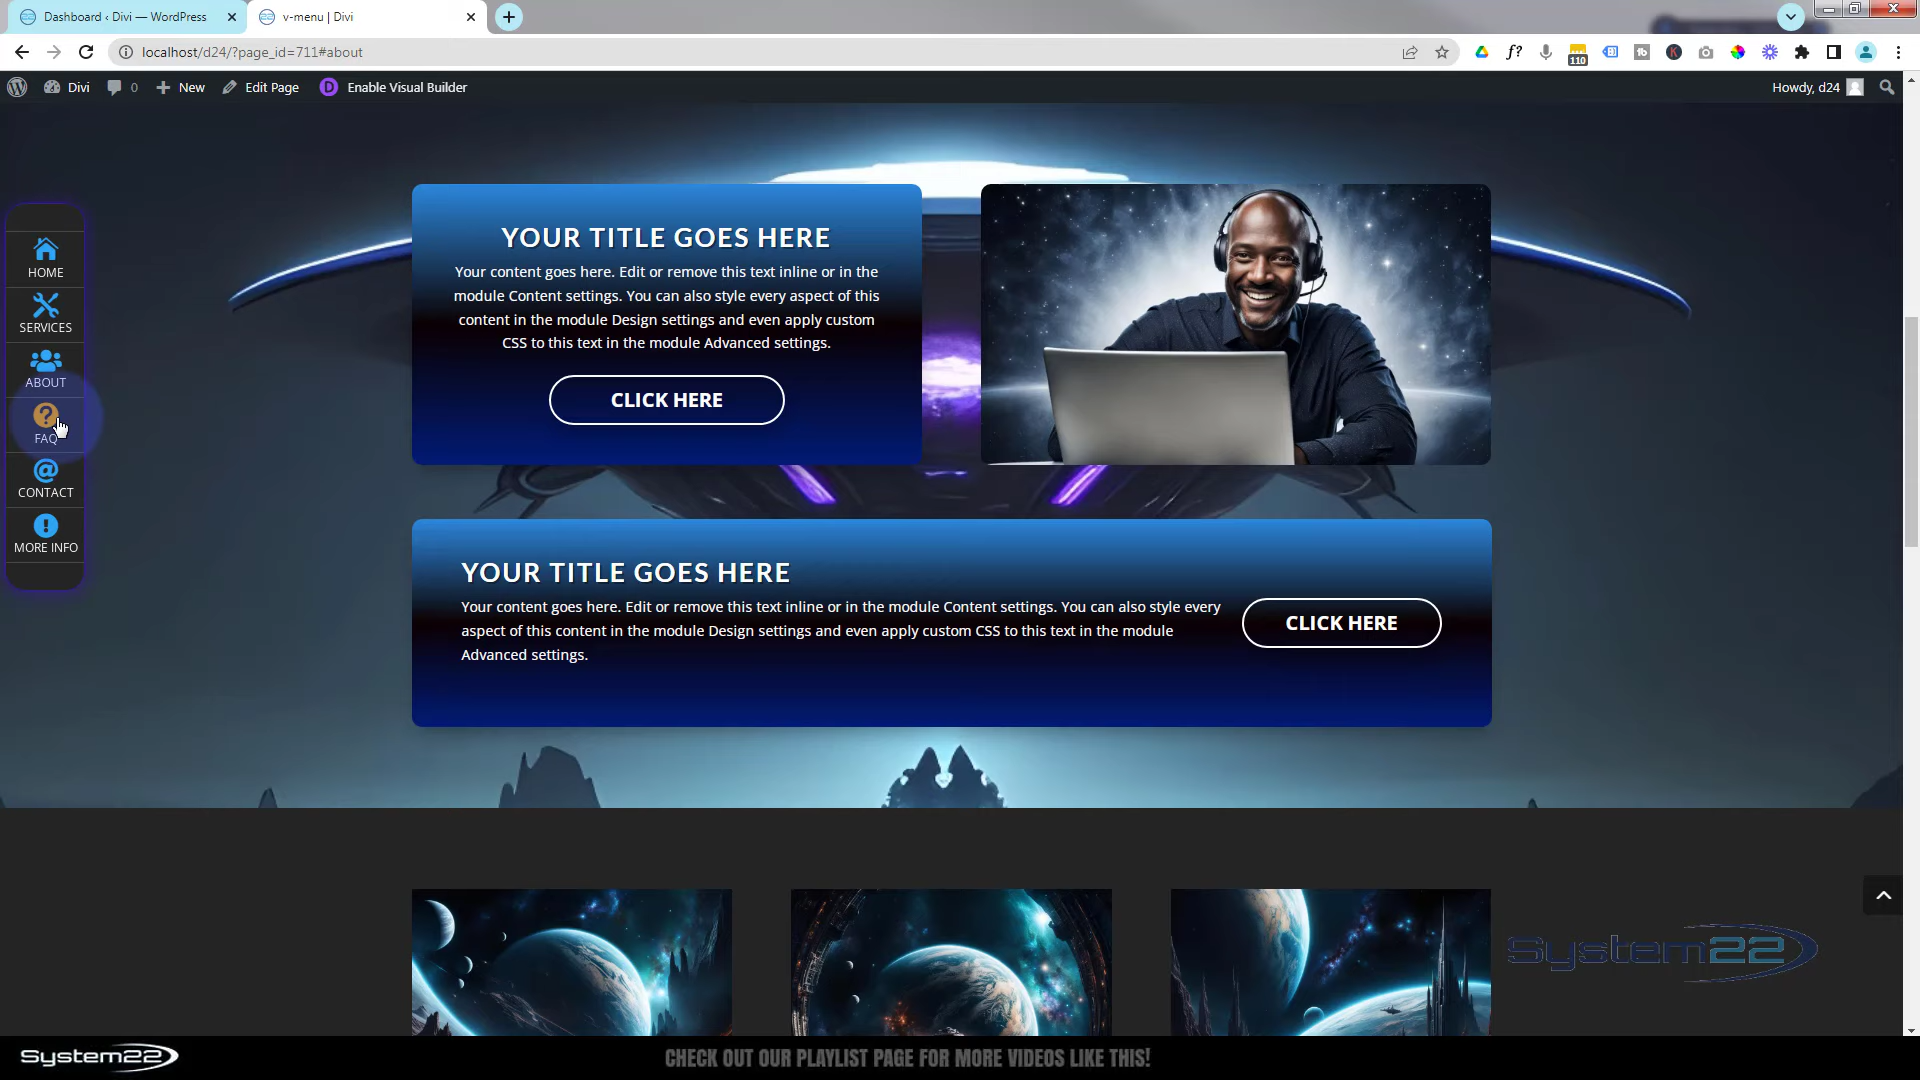 Dashboard ‹ Divi — WordPress
v-menu | Divi
localhost/d24/?page_id=711#about
110
Divi
0
New
Edit Page
Enable Visual Builder
Howdy, d24
HOME
SERVICES
ABOUT
FAQ
CONTACT
MORE INFO
YOUR TITLE GOES HERE
Your content goes here. Edit or remove this text inline or in the
module Content settings. You can also style every aspect of this
content in the module Design settings and even apply custom
CSS to this text in the module Advanced settings.
CLICK HERE
YOUR TITLE GOES HERE
Your content goes here. Edit or remove this text inline or in the module Content settings. You can also style every
aspect of this content in the module Design settings and even apply custom CSS to this text in the module
Advanced settings.
CLICK HERE
System22
System22
CHECK OUT OUR PLAYLIST PAGE FOR MORE VIDEOS LIKE THIS!